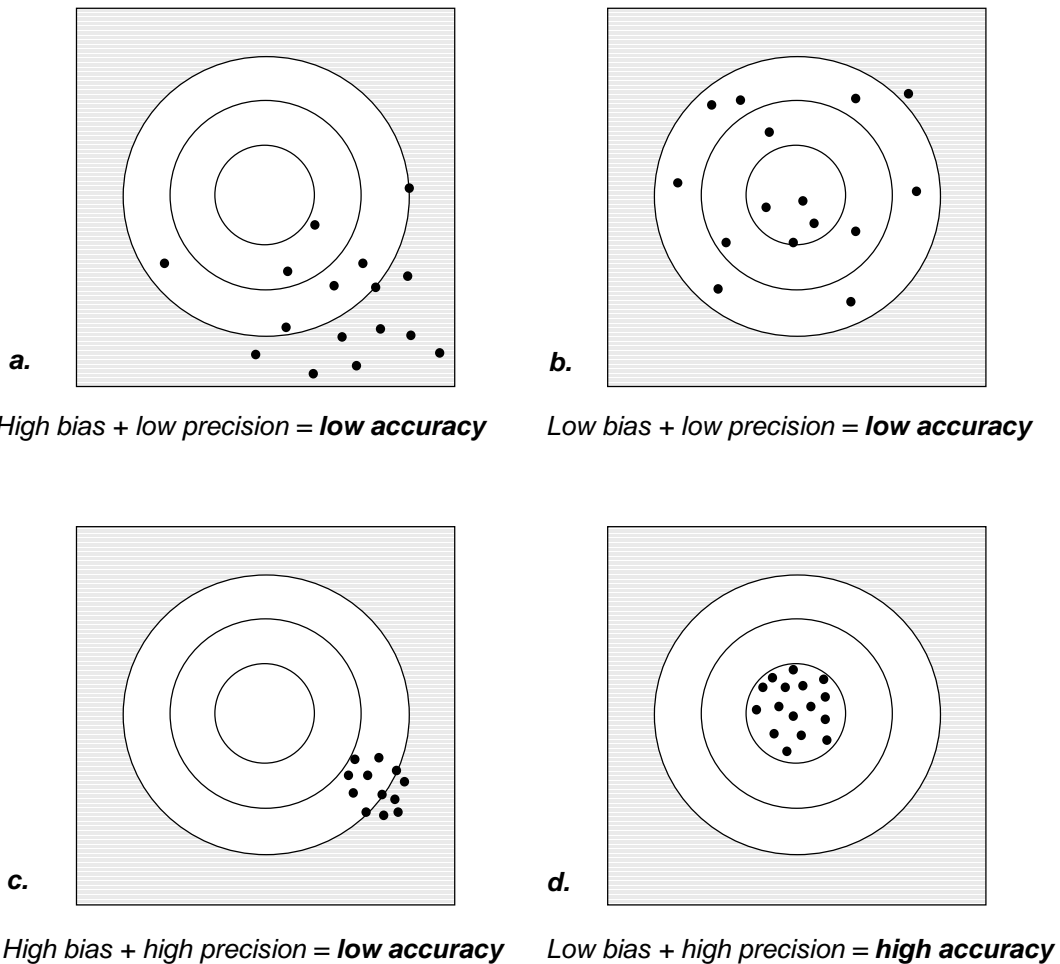 a.
b.
High bias + low precision = low accuracy
Low bias + low precision = low accuracy
c.
d.
High bias + high precision = low accuracy
Low bias + high precision = high accuracy